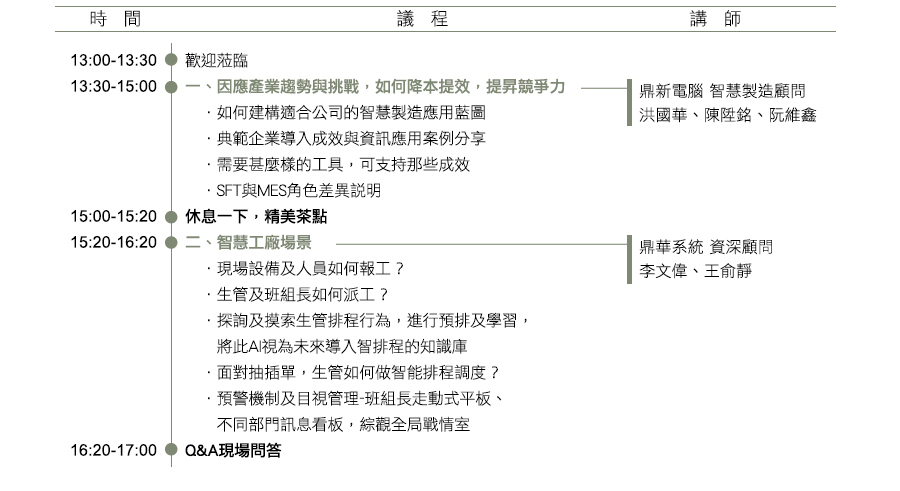 時 間 議 程 講 師
13:00-13:30 歡迎蒞臨
13:30-15:00 一、因應產業趨勢與挑戰，如何降本提效，提昇競爭力
鼎新電腦 智慧製造顧問
洪國華、陳陞銘、阮維鑫
·如何建構適合公司的智慧製造應用藍圖
·典範企業導入成效與資訊應用案例分享
·需要甚麼樣的工具，可支持那些成效
·SFT與MES角色差異說明
15:00-15:20 休息一下，精美茶點
15:20-16:20 二、智慧工廠場景
鼎華系統 資深顧問
李文偉、王俞靜
·現場設備及人員如何報工？
·生管及班組長如何派工？
·探詢及摸索生管排程行為，進行預排及學習，
將此AI視為未來導入智排程的知識庫
·面對抽插單，生管如何做智能排程調度？
·預警機制及目視管理-班組長走動式平板、
不同部門訊息看板，綜觀全局戰情室
16:20-17:00 Q&A現場問答